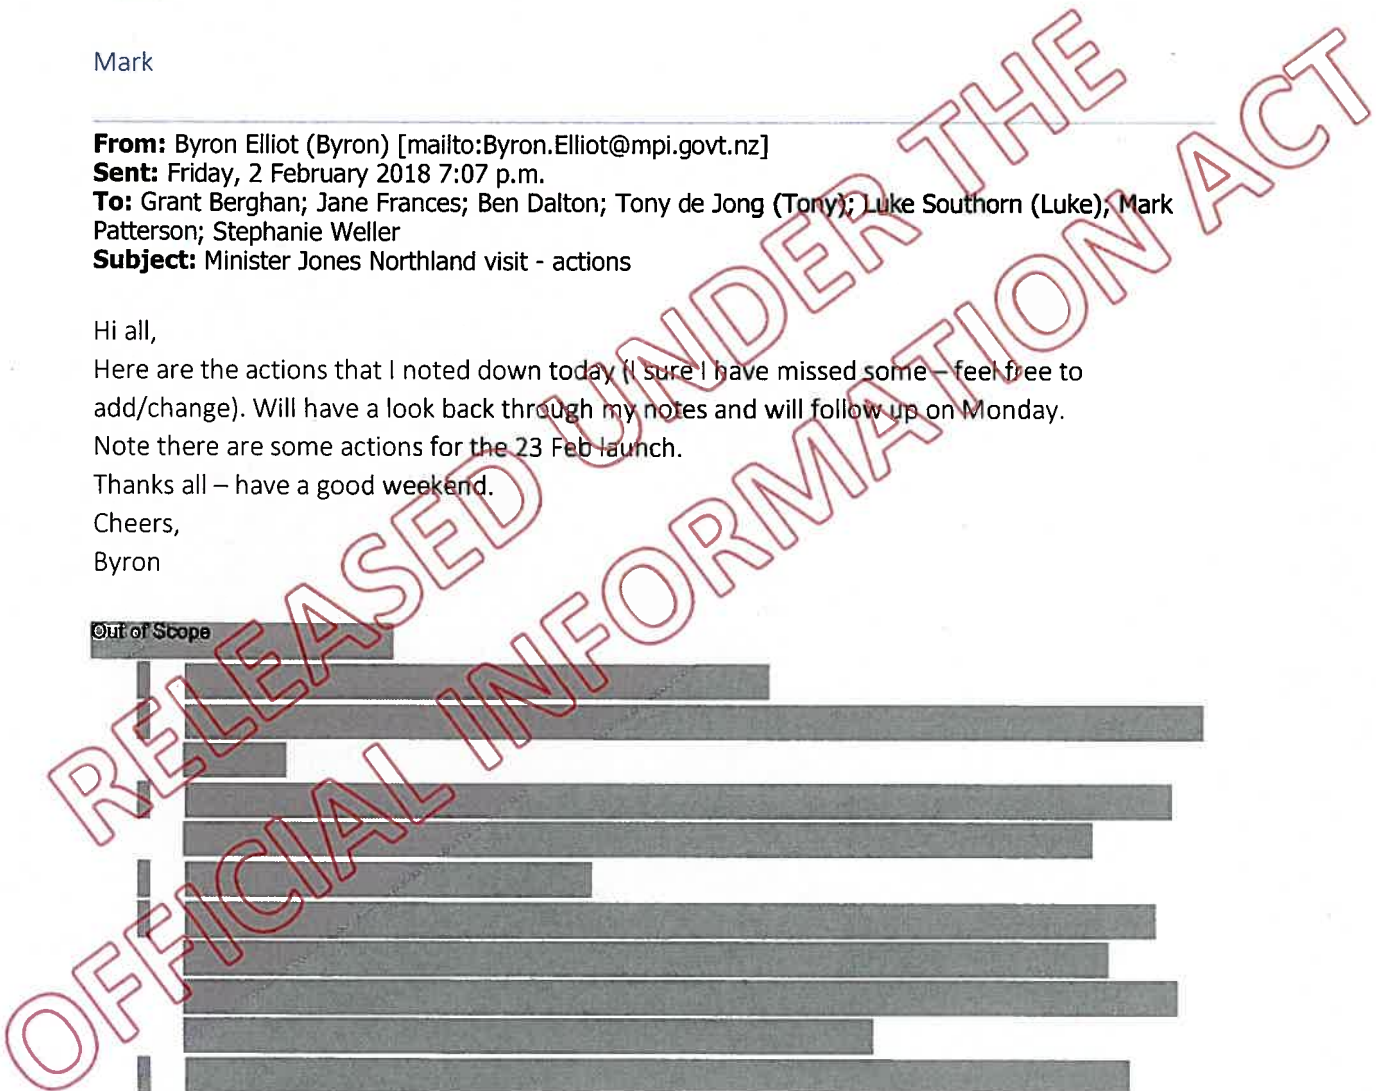 Mark
From: Byron Elliot (Byron) [mailto:Byron.Elliot@mpi.govt.nz]
Sent: Friday, 2 February 2018 7:07 p.m.
To: Grant Berghan; Jane Frances; Ben Dalton; Tony de Jong (Tony); Luke Southorn (Luke); Mark
Patterson; Stephanie Weller
Subject: Minister Jones Northland visit - actions
Hi all,
Here are the actions that I noted down today (I sure I have missed some – feel free to
add/change). Will have a look back through my notes and will follow up on Monday.
Note there are some actions for the 23 Feb launch.
Thanks all – have a good weekend.
Cheers,
Byron
Out of Scope
RELEASED UNDER THE
OFFICIAL INFORMATION ACT